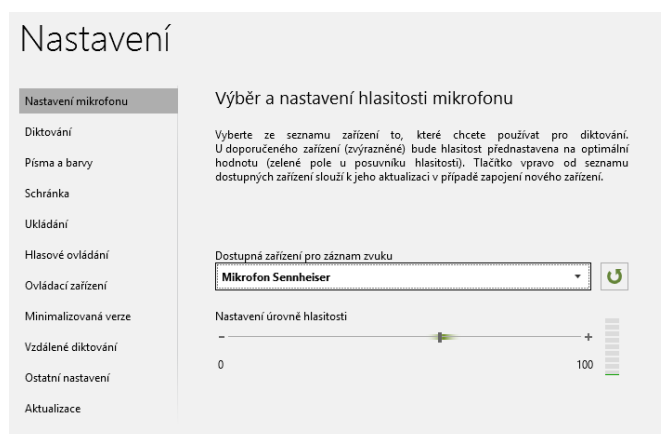 Nastavení
Nastavení mikrofonu
Diktování
Písma a barvy
Schránka
Ukládání
Hlasové ovládání
Ovládací zařízení
Minimalizovaná verze
Vzdálené diktování
Ostatní nastavení
Aktualizace
Výběr a nastavení hlasitosti mikrofonu
Vyberte ze seznamu zařízení to, které chcete používat pro diktování.
U doporučeného zařízení (zvýrazněné) bude hlasitost přednastavena na optimální
hodnotu (zelené pole u posuvníku hlasitosti). Tlačítko vpravo od seznamu
dostupných zařízení slouží k jeho aktualizaci v případě zapojení nového zařízení.
Dostupná zařízení pro záznam zvuku
Mikrofon Sennheiser
Nastavení úrovně hlasitosti
- +
0 100